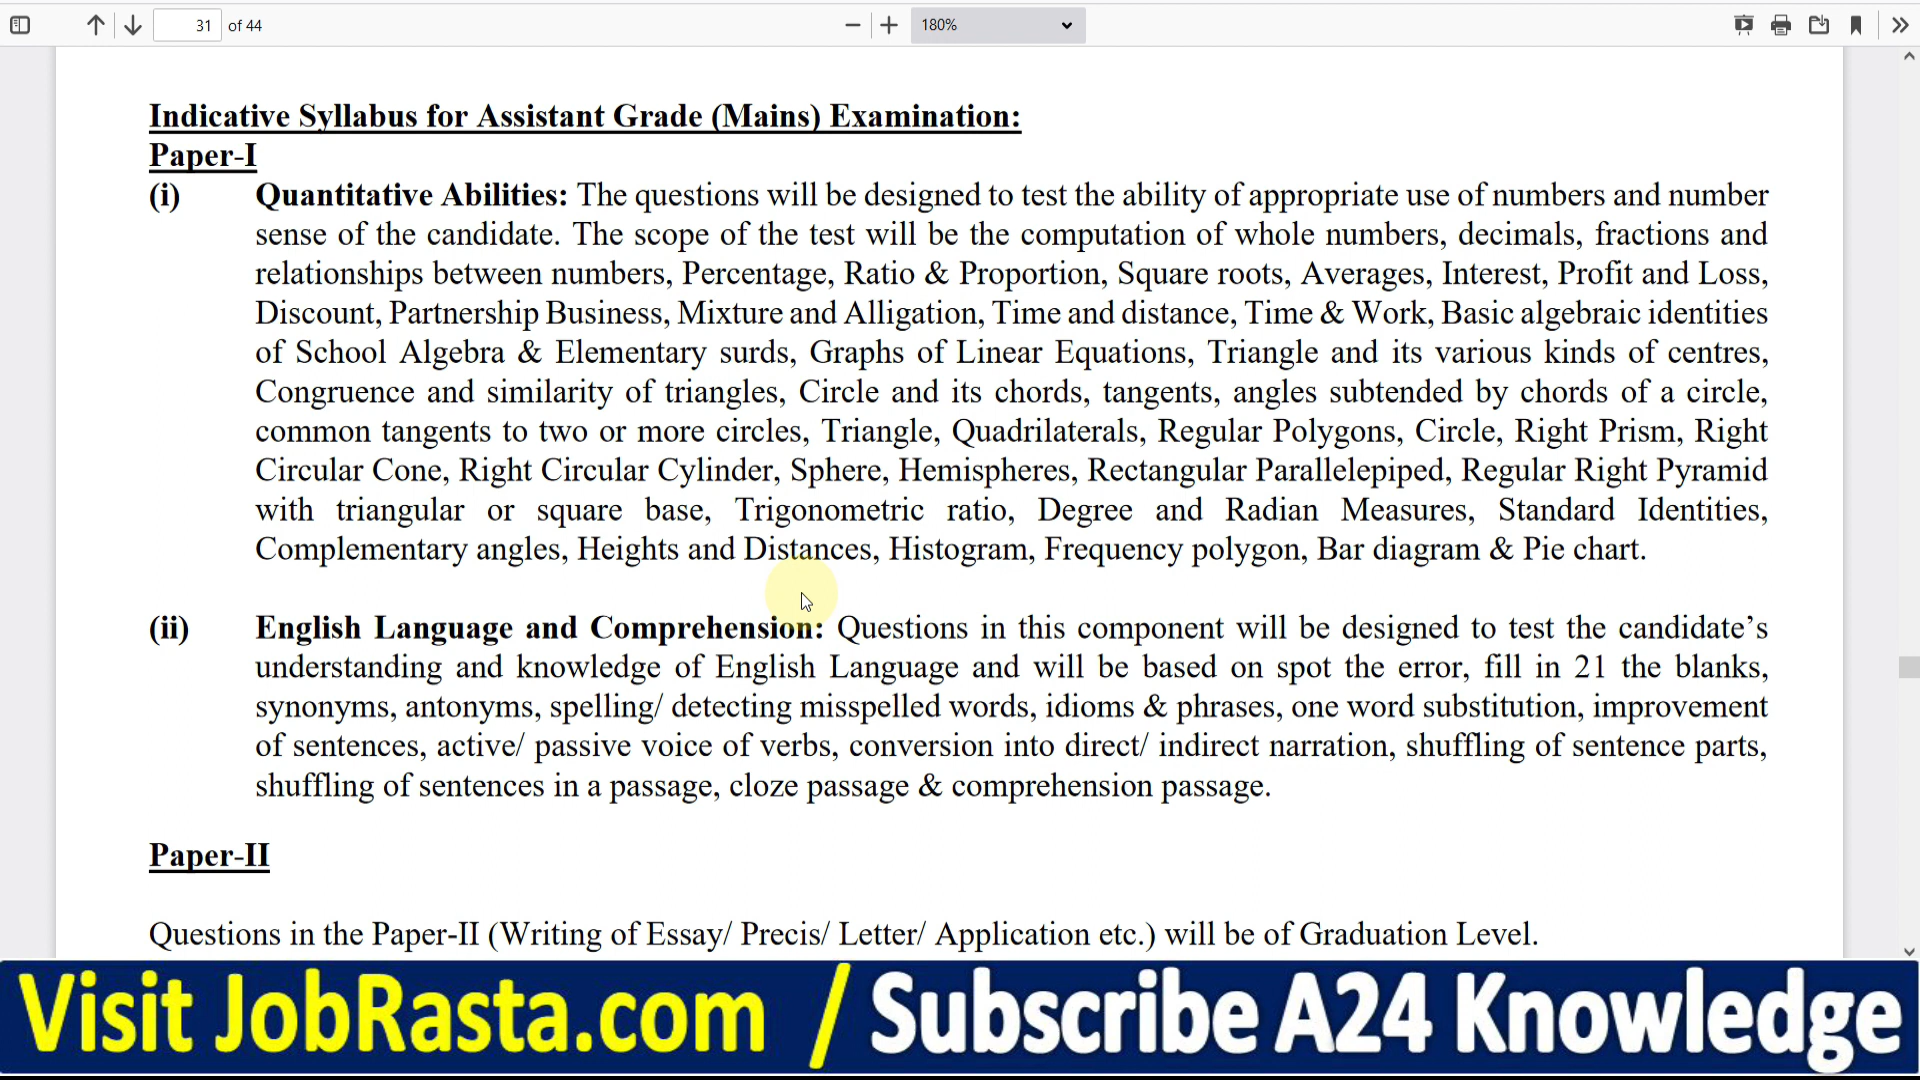 31 of 44
180%
Indicative Syllabus for Assistant Grade (Mains) Examination:
Paper-I
(i) Quantitative Abilities: The questions will be designed to test the ability of appropriate use of numbers and number
sense of the candidate. The scope of the test will be the computation of whole numbers, decimals, fractions and
relationships between numbers, Percentage, Ratio & Proportion, Square roots, Averages, Interest, Profit and Loss,
Discount, Partnership Business, Mixture and Alligation, Time and distance, Time & Work, Basic algebraic identities
of School Algebra & Elementary surds, Graphs of Linear Equations, Triangle and its various kinds of centres,
Congruence and similarity of triangles, Circle and its chords, tangents, angles subtended by chords of a circle,
common tangents to two or more circles, Triangle, Quadrilaterals, Regular Polygons, Circle, Right Prism, Right
Circular Cone, Right Circular Cylinder, Sphere, Hemispheres, Rectangular Parallelepiped, Regular Right Pyramid
with triangular or square base, Trigonometric ratio, Degree and Radian Measures, Standard Identities,
Complementary angles, Heights and Distances, Histogram, Frequency polygon, Bar diagram & Pie chart.
(ii) English Language and Comprehension: Questions in this component will be designed to test the candidate’s
understanding and knowledge of English Language and will be based on spot the error, fill in 21 the blanks,
synonyms, antonyms, spelling/ detecting misspelled words, idioms & phrases, one word substitution, improvement
of sentences, active/ passive voice of verbs, conversion into direct/ indirect narration, shuffling of sentence parts,
shuffling of sentences in a passage, cloze passage & comprehension passage.
Paper-II
Questions in the Paper-II (Writing of Essay/ Precis/ Letter/ Application etc.) will be of Graduation Level.
Visit JobRasta.com / Subscribe A24 Knowledge